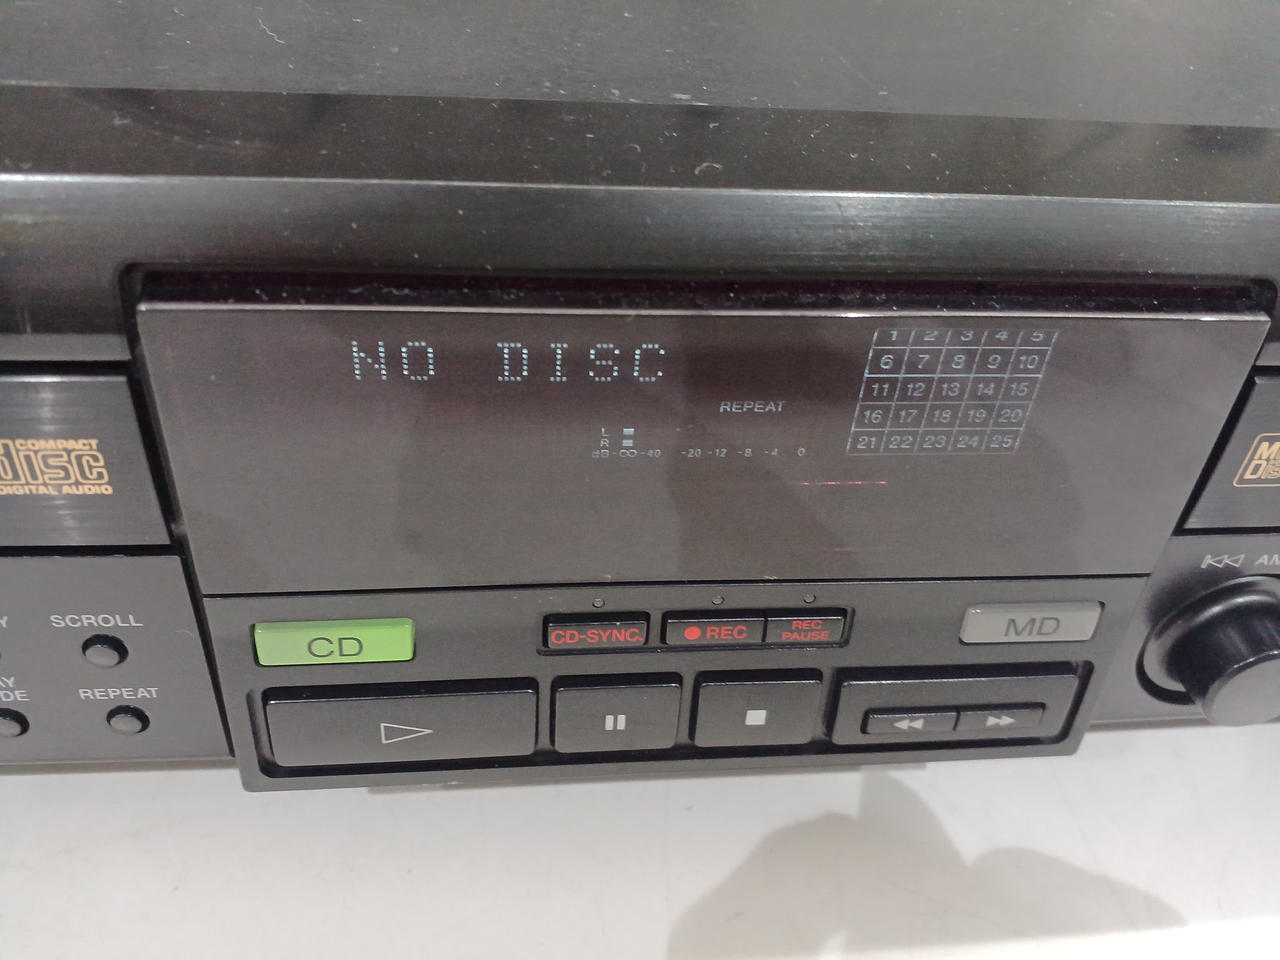 NO DISC
1 2 3 4 5
6 7 8 9 10
11 12 13 14 15
16 17 18 19 20
21 22 23 24 25
REPEAT
L
R
dB -∞ -40 -20 -12 -8 -4 0
COMPACT
disc
DIGITAL AUDIO
SCROLL
REPEAT
CD
CD-SYNC.
REC
REC
PAUSE
MD